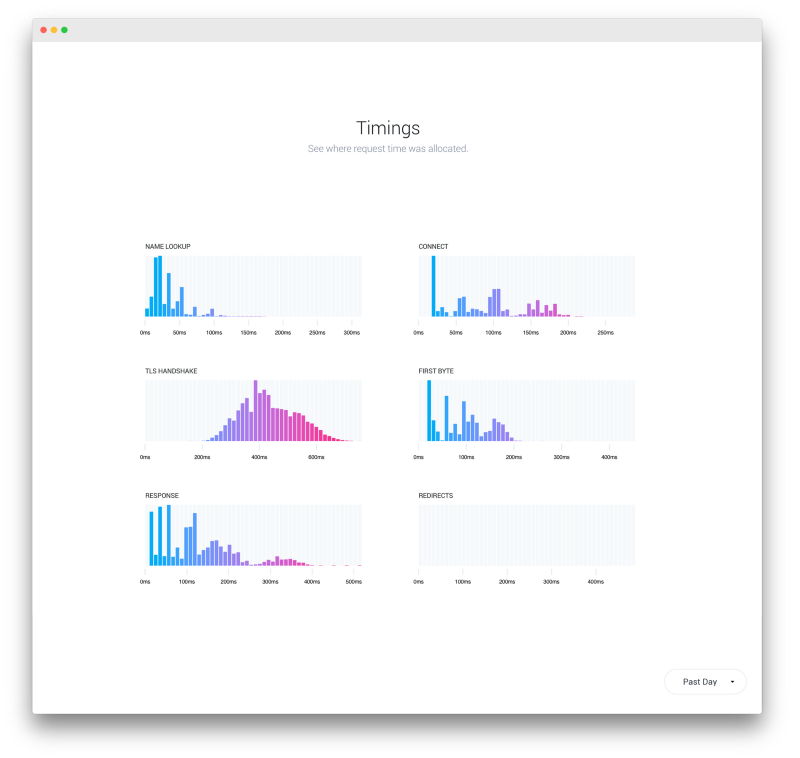 Timings
See where request time was allocated.
NAME LOOKUP
0ms 50ms 100ms 150ms 200ms 250ms 300ms
CONNECT
0ms 50ms 100ms 150ms 200ms 250ms
TLS HANDSHAKE
0ms 200ms 400ms 600ms
FIRST BYTE
0ms 100ms 200ms 300ms 400ms
RESPONSE
0ms 100ms 200ms 300ms 400ms 500ms
REDIRECTS
0ms 100ms 200ms 300ms 400ms
Past Day